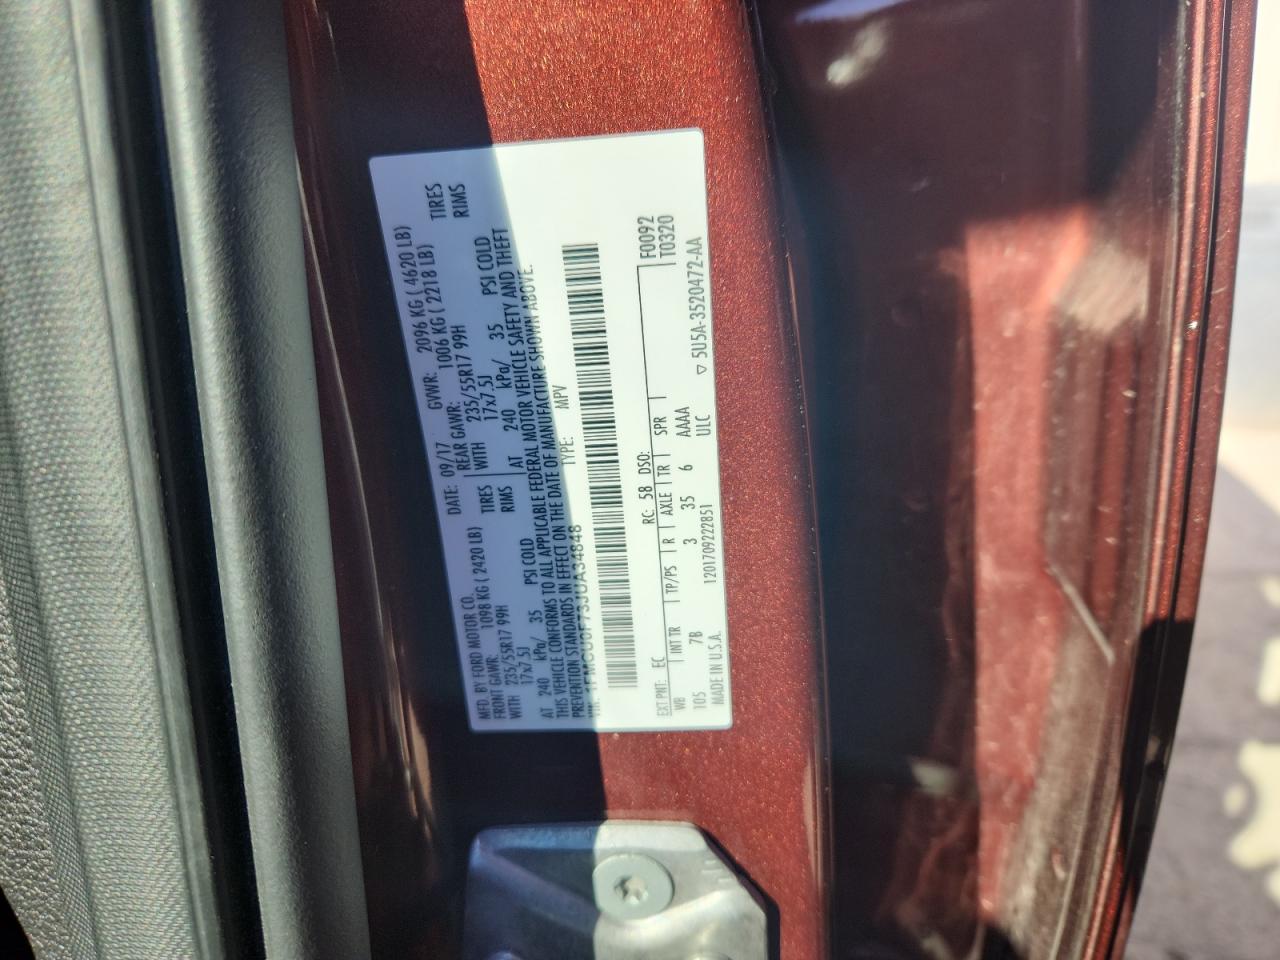 MFD. BY FORD MOTOR CO. DATE: 09/17 GVWR: 2096 KG ( 4620 LB)
FRONT GAWR: 1098 KG ( 2420 LB) REAR GAWR: 1006 KG ( 2218 LB)
WITH 235/55R17 99H TIRES WITH 235/55R17 99H TIRES
17x7.5J RIMS 17x7.5J RIMS
AT 240 kPa/ 35 PSI COLD AT 240 kPa/ 35 PSI COLD
THIS VEHICLE CONFORMS TO ALL APPLICABLE FEDERAL MOTOR VEHICLE SAFETY AND THEFT
PREVENTION STANDARDS IN EFFECT ON THE DATE OF MANUFACTURE SHOWN ABOVE.
VIN: 1FMCU0F73JUA34848 TYPE: MPV
EXT PNT: EC RC: 58 DSO: F0092
WB INT TR TP/PS R AXLE TR SPR T0320
105 7B 3 35 6 AAAA
MADE IN U.S.A. 1201709222851 ULC ▽ 5U5A-3520472-AA